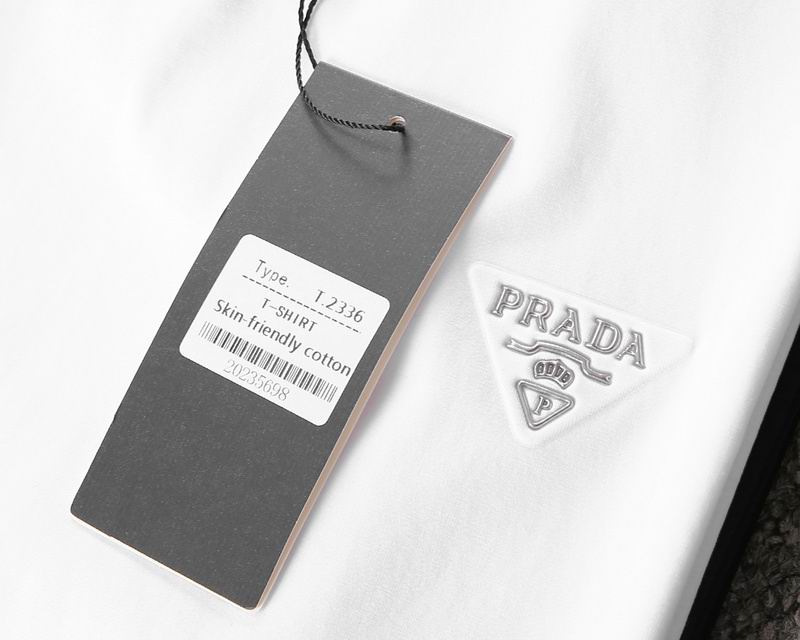 Type. T.2336
T-SHIRT
Skin-friendly cotton
20235698
PRADA
P